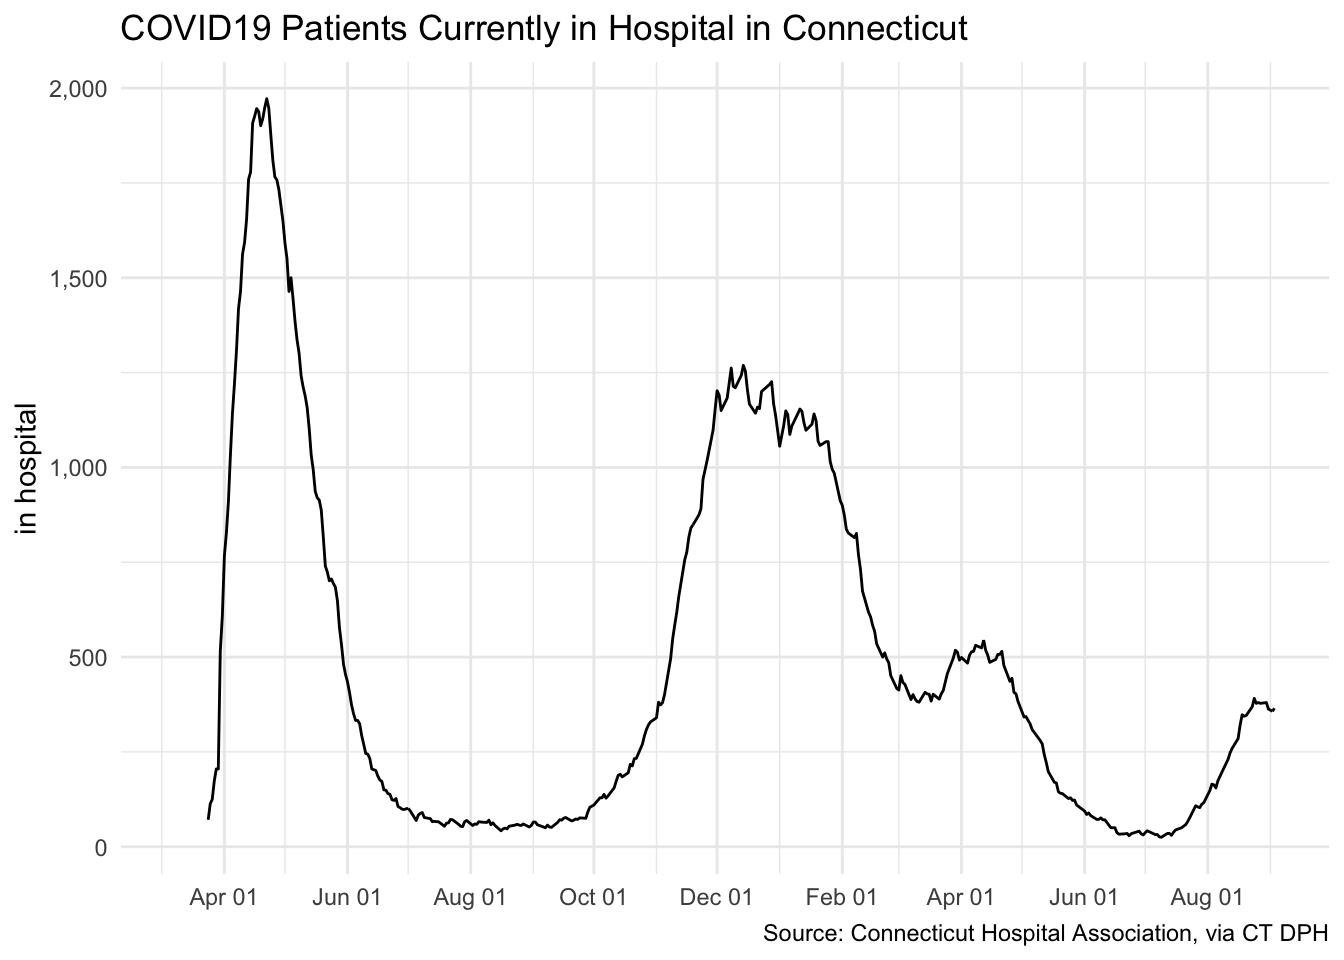 COVID19 Patients Currently in Hospital in Connecticut
in hospital
2,000
1,500
1,000
500
0
Apr 01 Jun 01 Aug 01 Oct 01 Dec 01 Feb 01 Apr 01 Jun 01 Aug 01
Source: Connecticut Hospital Association, via CT DPH